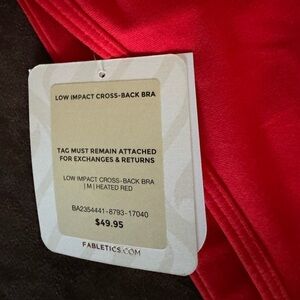 LOW IMPACT CROSS-BACK BRA
TAG MUST REMAIN ATTACHED
FOR EXCHANGES & RETURNS
LOW IMPACT CROSS-BACK BRA
| M | HEATED RED
BA2354441-8793-17040
$49.95
FABLETICS.COM